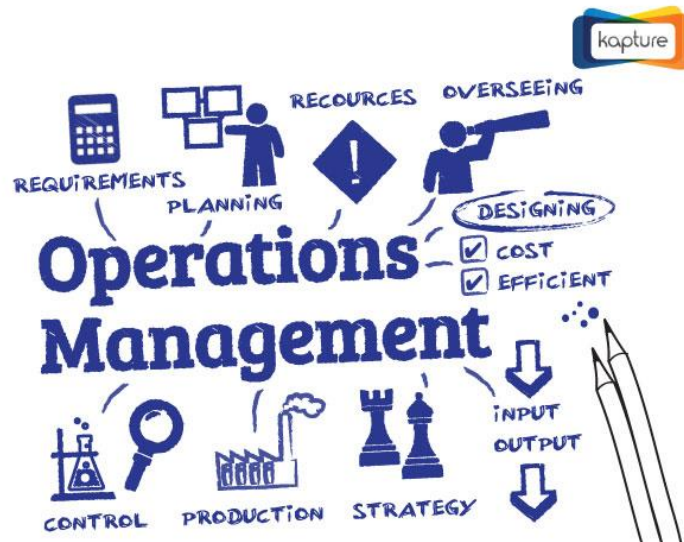 kapture
RECOURCES
OVERSEEING
REQUiREMENTS
PLANNiNG
DESiGNiNG
COST
EFFiCiENT
Operations
Management
iNPUT
OUTPUT
CONTROL
PRODUCTiON
STRATEGY